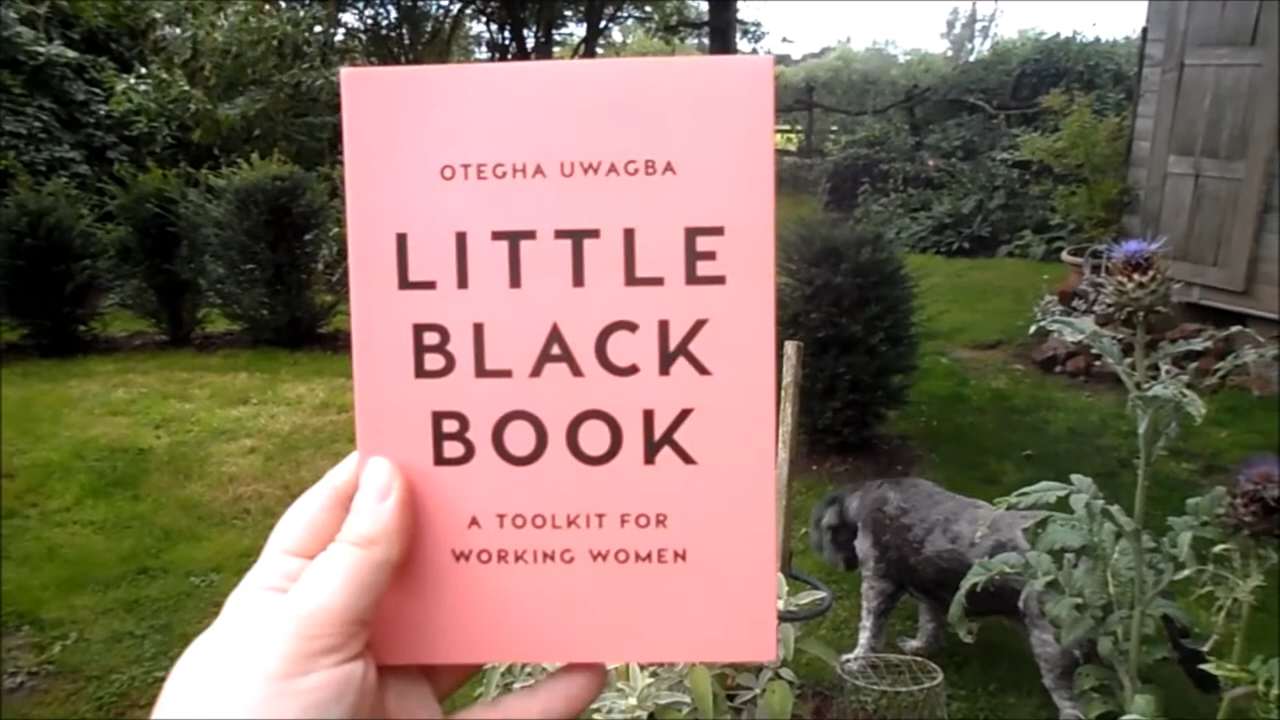 OTEGHA UWAGBA
LITTLE
BLACK
BOOK
A TOOLKIT FOR
WORKING WOMEN